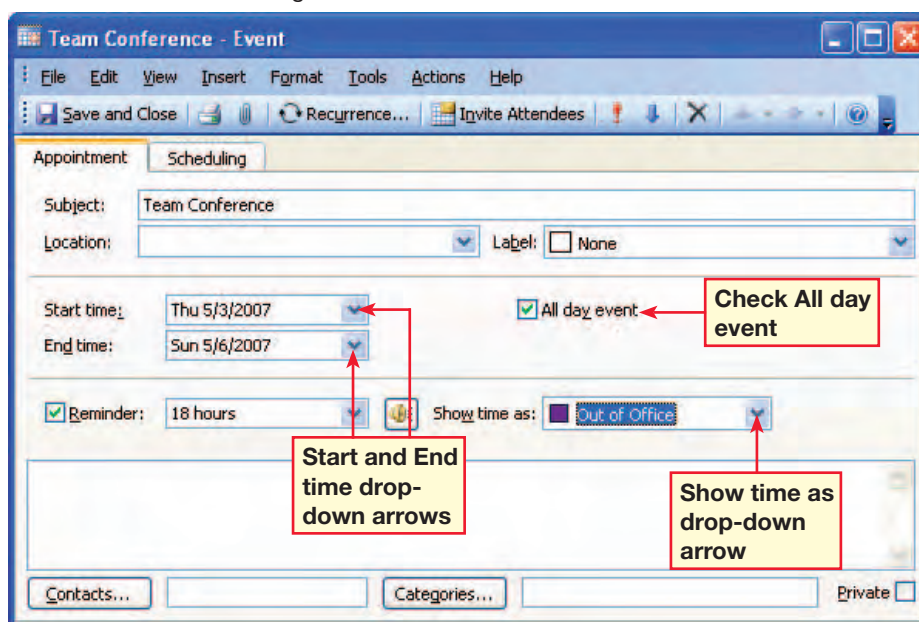 Team Conference - Event
File Edit View Insert Format Tools Actions Help
Save and Close Recurrence... Invite Attendees
Appointment Scheduling
Subject: Team Conference
Location: Label: None
Start time: Thu 5/3/2007 All day event
Check All day
event
End time: Sun 5/6/2007
Reminder: 18 hours Show time as: Out of Office
Start and End
time drop-
down arrows
Show time as
drop-down
arrow
Contacts... Categories... Private